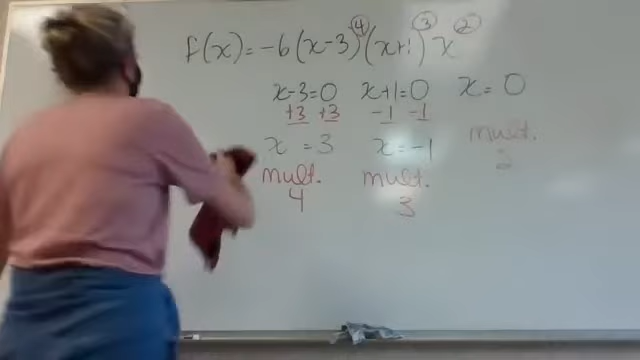 f(x) = -6(x-3)^④(x+1)^③ x^②
x-3=0 x+1=0 x=0
+3 +3 -1 -1
x = 3 x = -1 mult.
mult. mult. 2
4 3